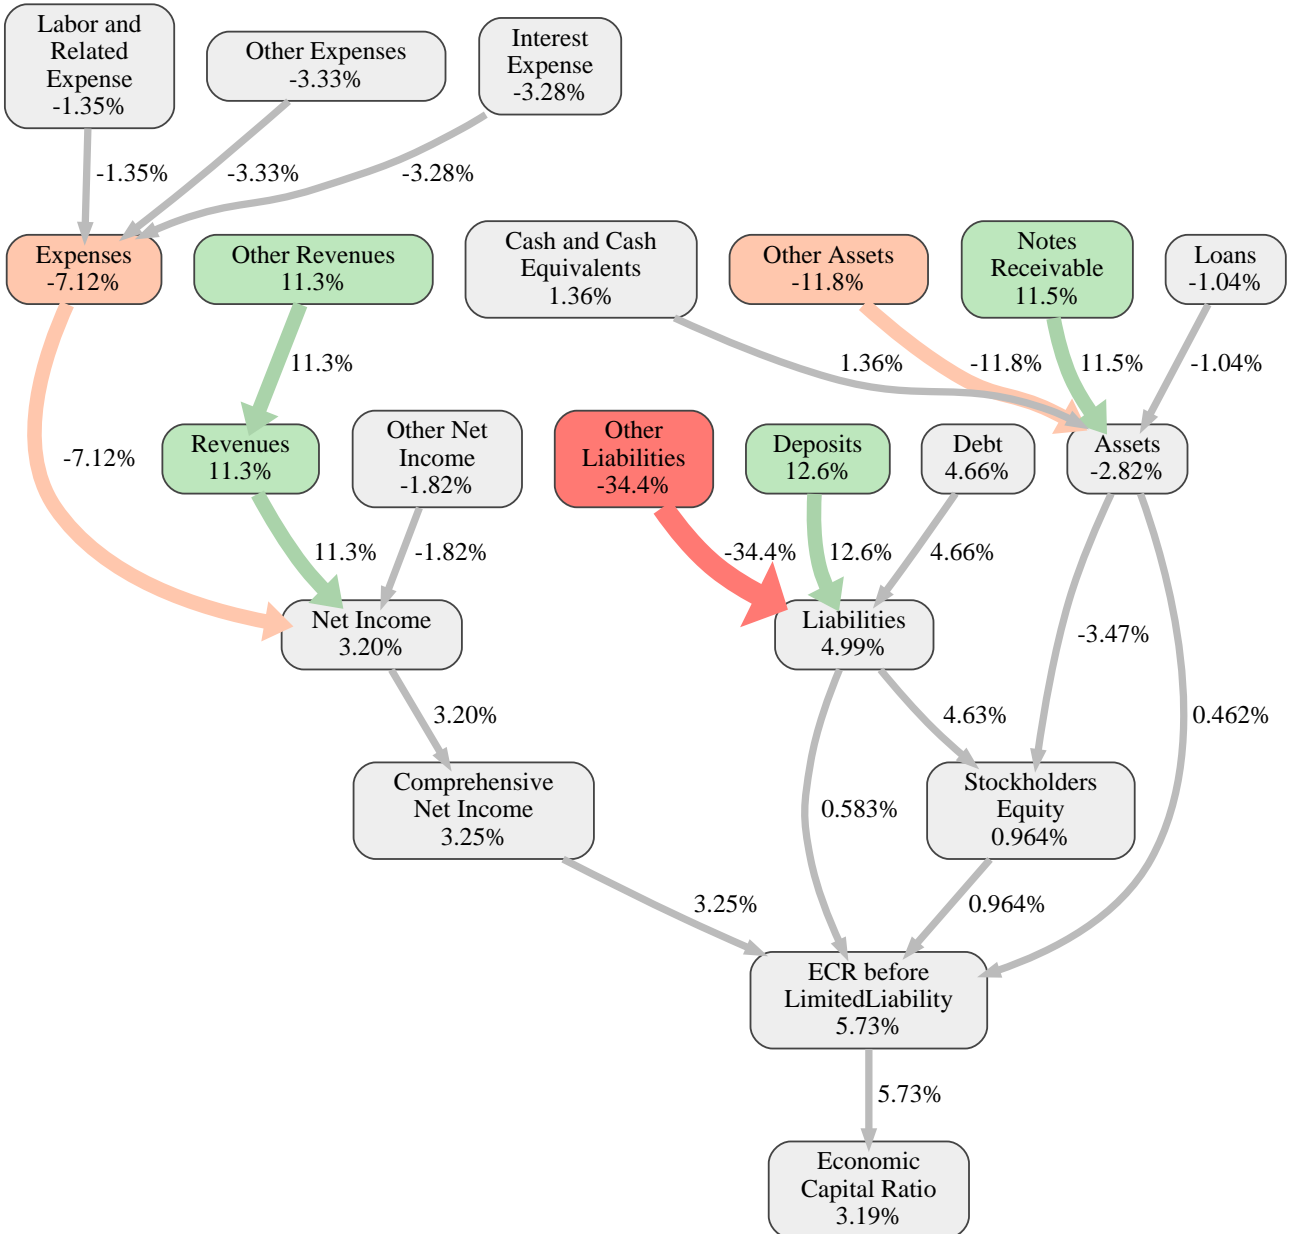 Labor and
Related
Expense
-1.35%
Other Expenses
-3.33%
Interest
Expense
-3.28%
-1.35%
-3.33%
-3.28%
Expenses
-7.12%
Other Revenues
11.3%
Cash and Cash
Equivalents
1.36%
Other Assets
-11.8%
Notes
Receivable
11.5%
Loans
-1.04%
11.3%
1.36%
-11.8%
11.5%
-1.04%
-7.12%
Revenues
11.3%
Other Net
Income
-1.82%
Other
Liabilities
-34.4%
Deposits
12.6%
Debt
4.66%
Assets
-2.82%
11.3%
-1.82%
-34.4%
12.6%
4.66%
Net Income
3.20%
Liabilities
4.99%
-3.47%
3.20%
4.63%
0.462%
Comprehensive
Net Income
3.25%
0.583%
Stockholders
Equity
0.964%
3.25%
0.964%
ECR before
LimitedLiability
5.73%
5.73%
Economic
Capital Ratio
3.19%